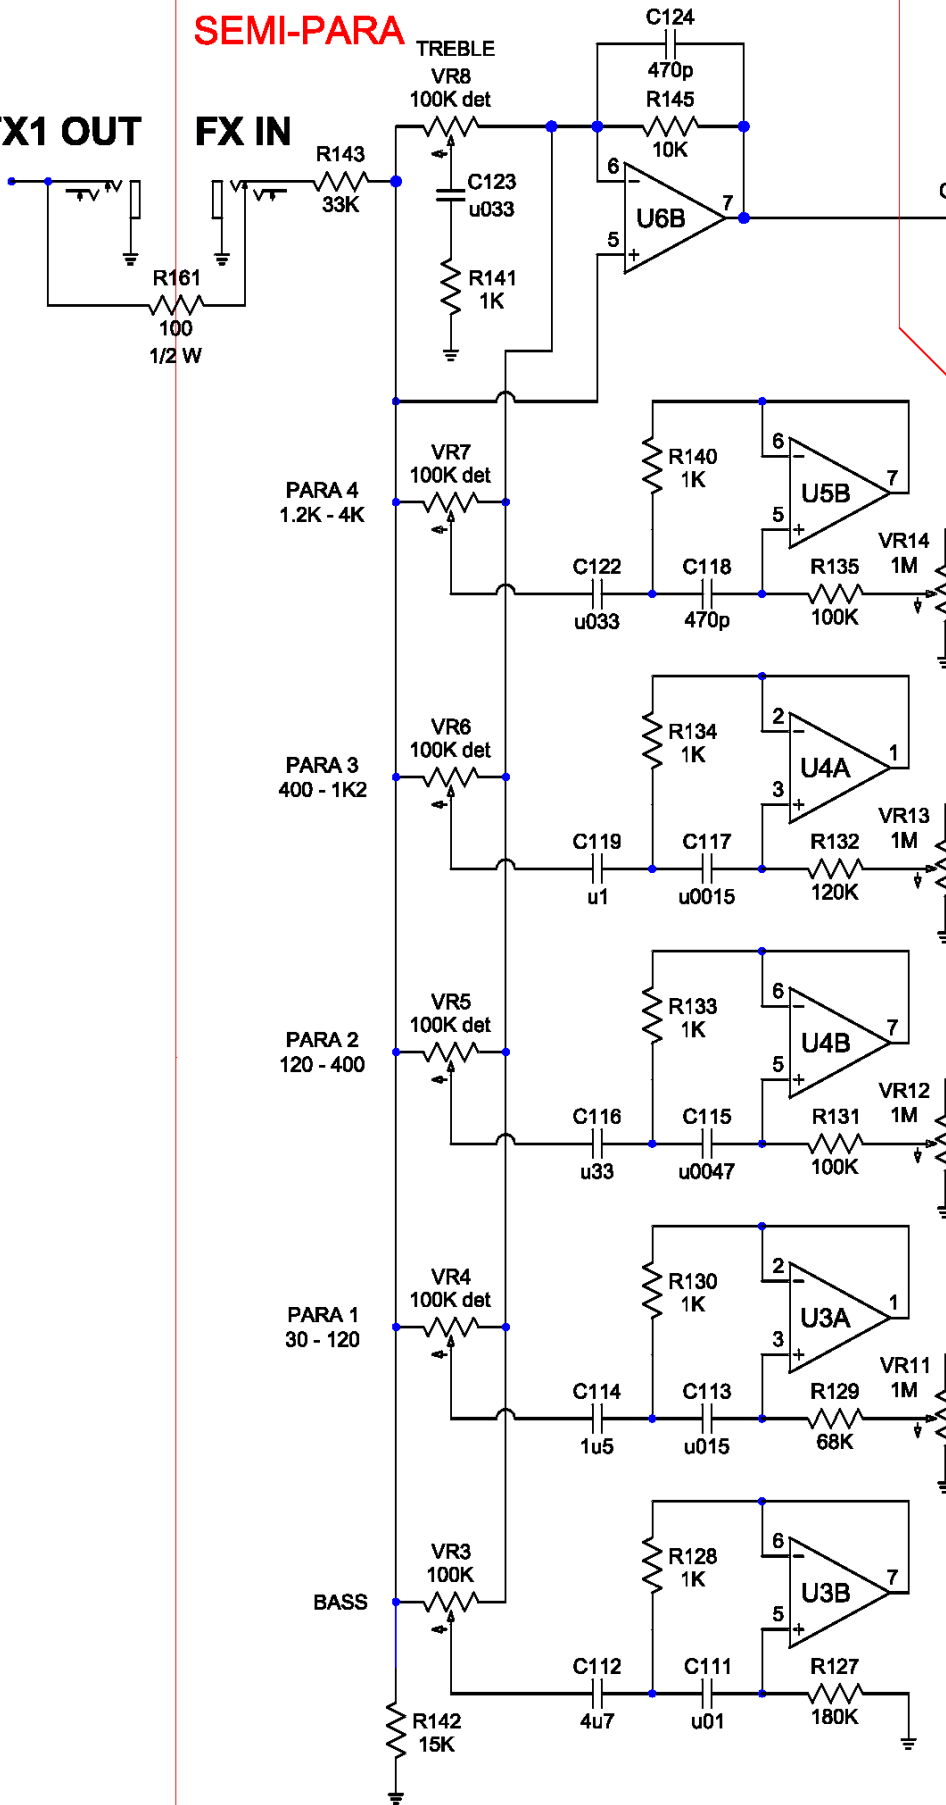 SEMI-PARA
C124
470p
TREBLE
VR8
100K det
R145
10K
X1 OUT
FX IN
R143
33K
C123
u033
6
5
7
U6B
R141
1K
R161
100
1/2 W
VR7
100K det
PARA 4
1.2K - 4K
R140
1K
6
5
7
U5B
C122
u033
C118
470p
R135
100K
VR14
1M
VR6
100K det
PARA 3
400 - 1K2
R134
1K
2
3
1
U4A
C119
u1
C117
u0015
R132
120K
VR13
1M
VR5
100K det
PARA 2
120 - 400
R133
1K
6
5
7
U4B
C116
u33
C115
u0047
R131
100K
VR12
1M
VR4
100K det
PARA 1
30 - 120
R130
1K
2
3
1
U3A
C114
1u5
C113
u015
R129
68K
VR11
1M
VR3
100K
BASS
R128
1K
6
5
7
U3B
C112
4u7
C111
u01
R127
180K
R142
15K